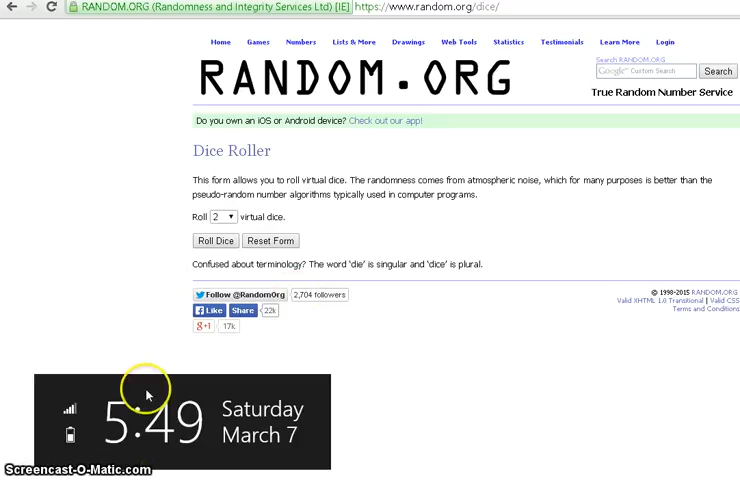 RANDOM.ORG (Randomness and Integrity Services Ltd) [IE] https://www.random.org/dice/
Home Games Numbers Lists & More Drawings Web Tools Statistics Testimonials Learn More Login
RANDOM.ORG
Search RANDOM.ORG
Google™ Custom Search Search
True Random Number Service
Do you own an iOS or Android device? Check out our app!
Dice Roller
This form allows you to roll virtual dice. The randomness comes from atmospheric noise, which for many purposes is better than the
pseudo-random number algorithms typically used in computer programs.
Roll 2 virtual dice.
Roll Dice Reset Form
Confused about terminology? The word ‘die’ is singular and ‘dice’ is plural.
Follow @RandomOrg 2,704 followers
Like Share 22k
g+1 17k
© 1998-2015 RANDOM.ORG
Valid XHTML 1.0 Transitional | Valid CSS
Terms and Conditions
5:49 Saturday
March 7
Screencast-O-Matic.com